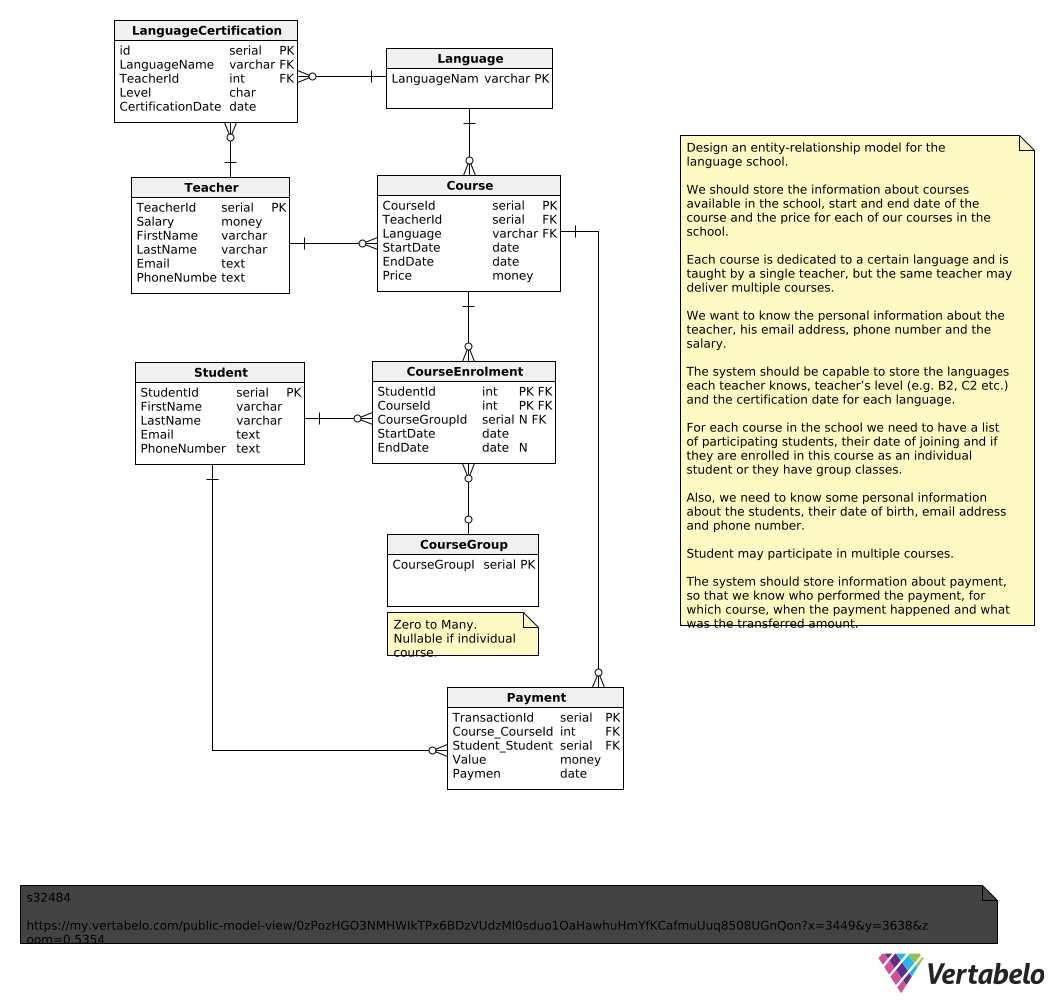 LanguageCertification
id serial PK
LanguageName varchar FK
TeacherId int FK
Level char
CertificationDate date
Language
LanguageNam varchar PK
Teacher
TeacherId serial PK
Salary money
FirstName varchar
LastName varchar
Email text
PhoneNumbe text
Course
CourseId serial PK
TeacherId serial FK
Language varchar FK
StartDate date
EndDate date
Price money
Student
StudentId serial PK
FirstName varchar
LastName varchar
Email text
PhoneNumber text
CourseEnrolment
StudentId int PK FK
CourseId int PK FK
CourseGroupId serial N FK
StartDate date
EndDate date N
CourseGroup
CourseGroupI serial PK
Zero to Many.
Nullable if individual
course.
Payment
TransactionId serial PK
Course_CourseId int FK
Student_Student serial FK
Value money
Paymen date
Design an entity-relationship model for the
language school.
We should store the information about courses
available in the school, start and end date of the
course and the price for each of our courses in the
school.
Each course is dedicated to a certain language and is
taught by a single teacher, but the same teacher may
deliver multiple courses.
We want to know the personal information about the
teacher, his email address, phone number and the
salary.
The system should be capable to store the languages
each teacher knows, teacher’s level (e.g. B2, C2 etc.)
and the certification date for each language.
For each course in the school we need to have a list
of participating students, their date of joining and if
they are enrolled in this course as an individual
student or they have group classes.
Also, we need to know some personal information
about the students, their date of birth, email address
and phone number.
Student may participate in multiple courses.
The system should store information about payment,
so that we know who performed the payment, for
which course, when the payment happened and what
was the transferred amount.
s32484
https://my.vertabelo.com/public-model-view/0zPozHGO3NMHWIkTPx6BDzVUdzMl0sduo1OaHawhuHmYfKCafmuUuq8508UGnQon?x=3449&y=3638&z
oom=0.5354
Vertabelo